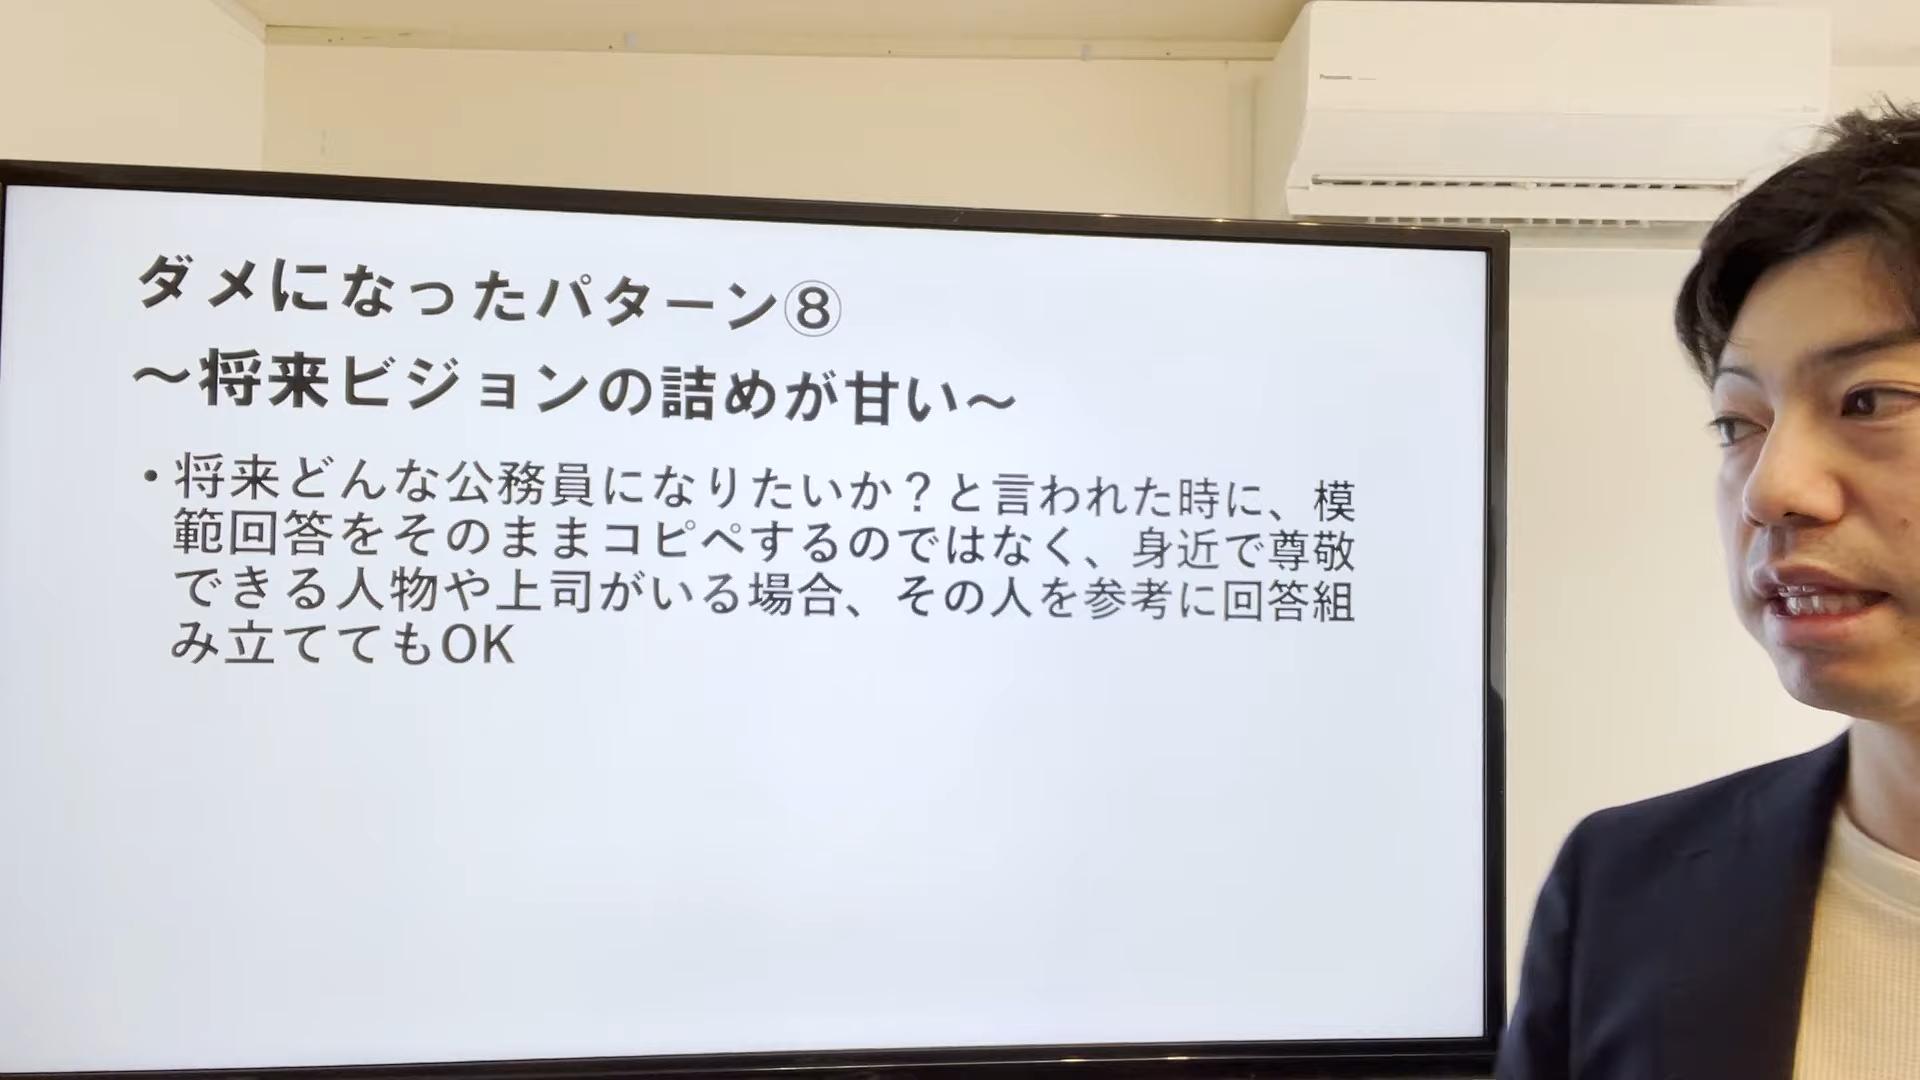 Panasonic
ダメになったパターン⑧
～将来ビジョンの詰めが甘い～
・将来どんな公務員になりたいか？と言われた時に、模
範回答をそのままコピペするのではなく、身近で尊敬
できる人物や上司がいる場合、その人を参考に回答組
み立ててもOK